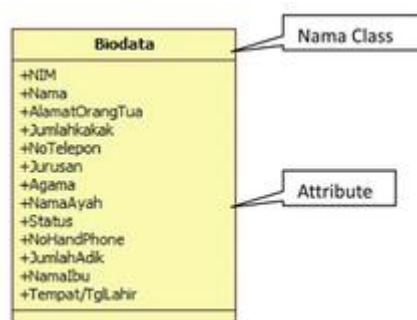 Biodata
Nama Class
+NIM
+Nama
+AlamatOrangTua
+Jumlahkakak
+NoTelepon
+Jurusan
+Agama
+NamaAyah
+Status
+NoHandPhone
+JumlahAdik
+NamaIbu
+Tempat/TglLahir
Attribute